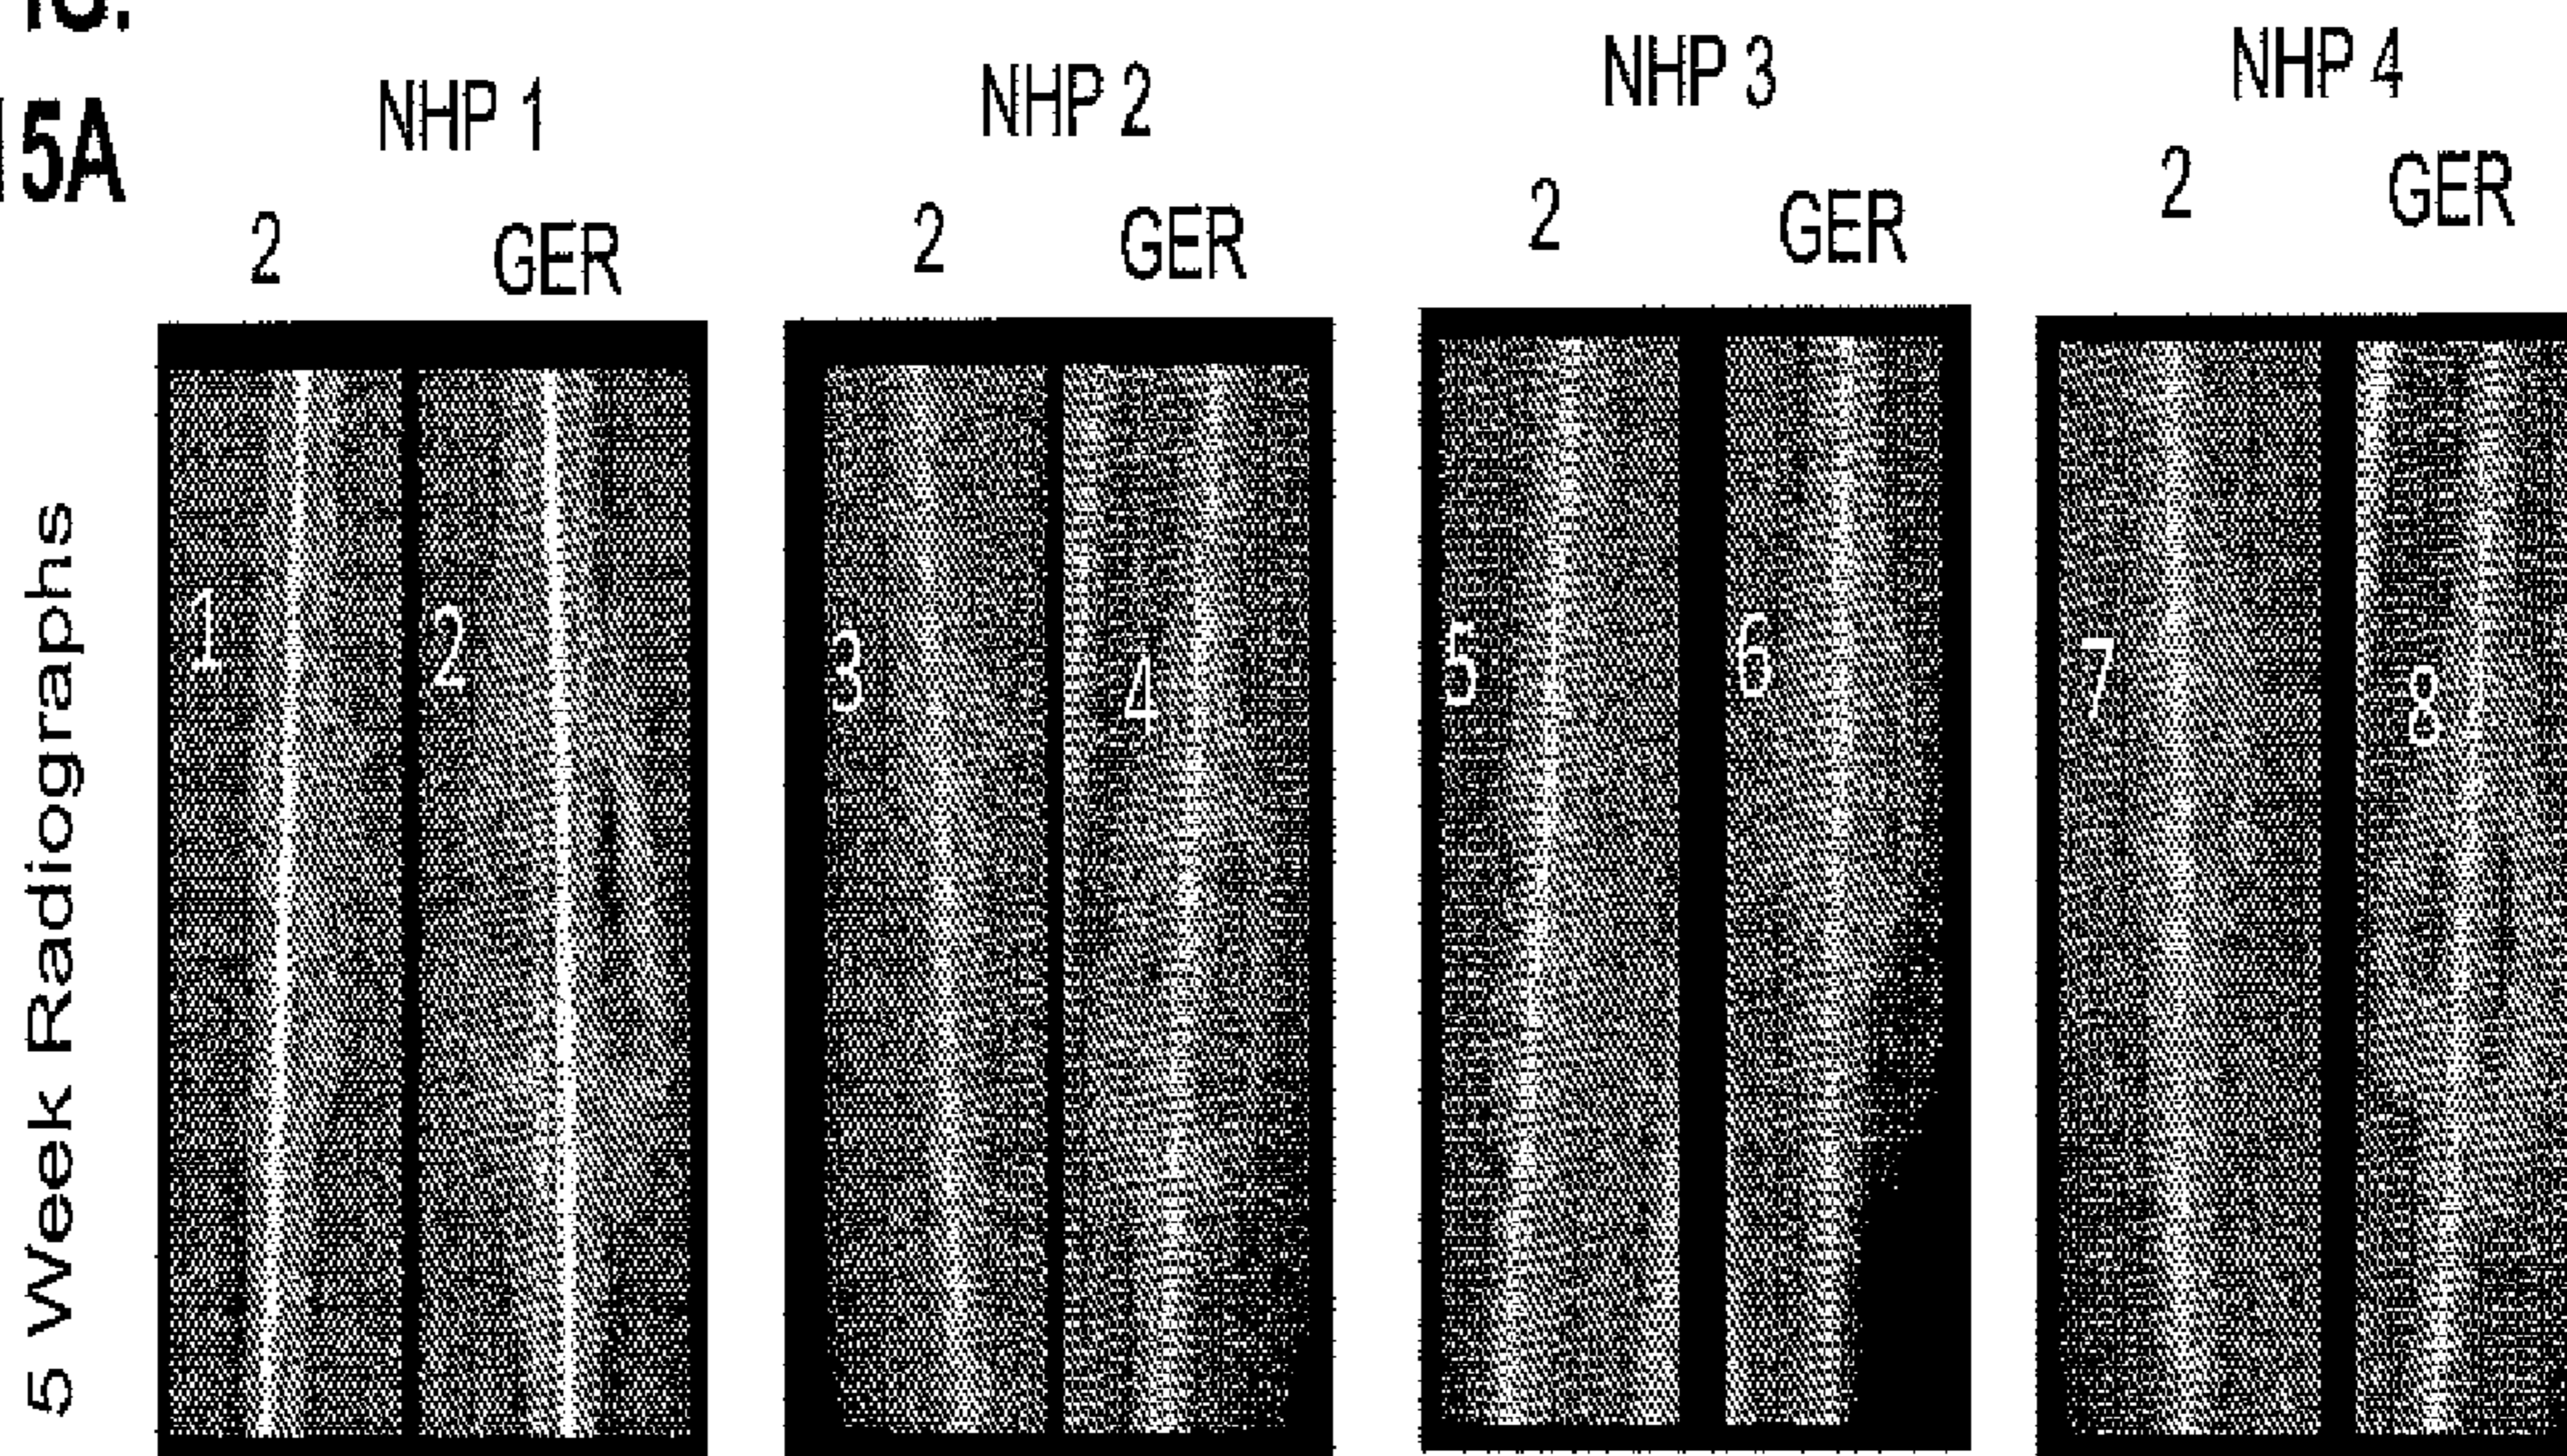 15A
NHP 1
NHP 2
NHP 3
NHP 4
2 GER
2 GER
2 GER
2 GER
5 Week Radiographs
1
2
3
4
5
6
7
8